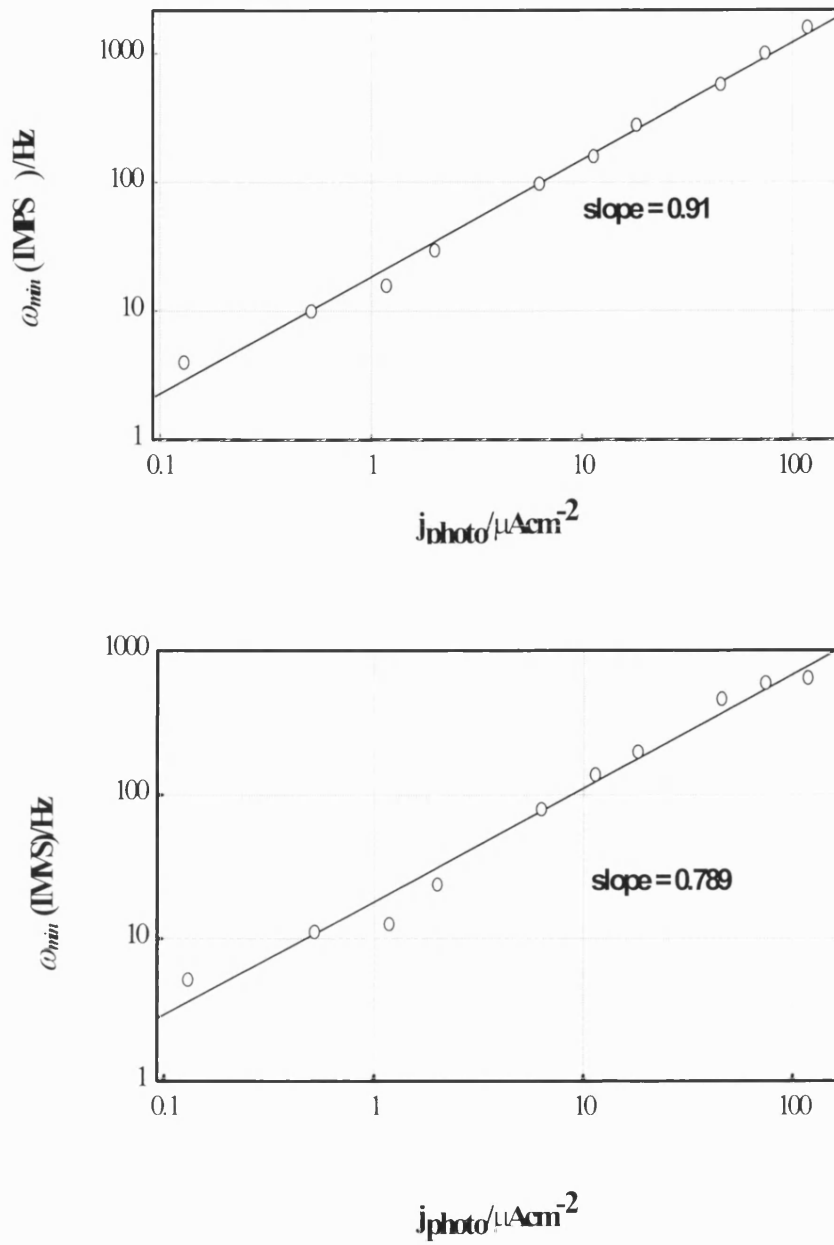 1000
100
10
1
ω_min (IMPS )/Hz
slope = 0.91
0.1 1 10 100
j_photo/μAcm^-2
1000
100
10
1
ω_min (IMVS)/Hz
slope = 0.789
0.1 1 10 100
j_photo/μAcm^-2